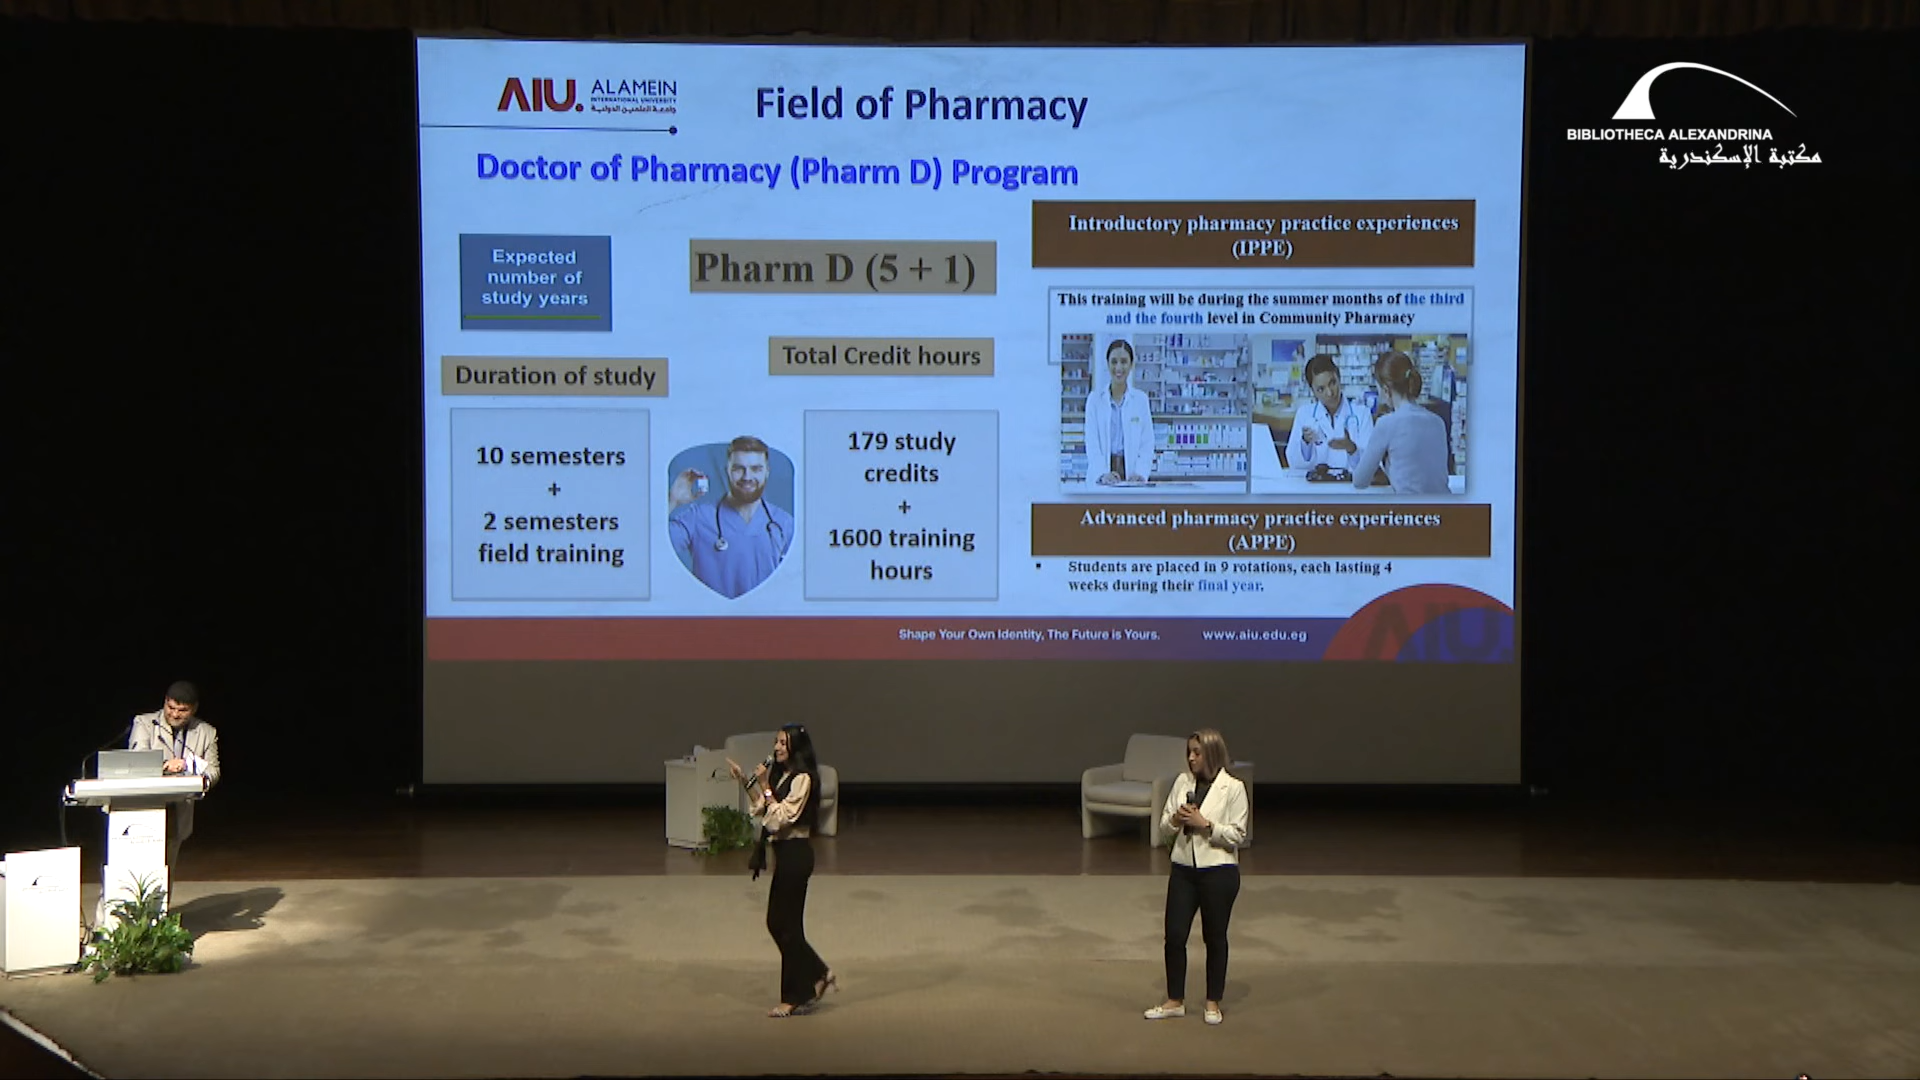 AIU.
ALAMEIN
INTERNATIONAL UNIVERSITY
جامعة العلمين الدولية
Field of Pharmacy
Doctor of Pharmacy (Pharm D) Program
Expected
number of
study years
Pharm D (5 + 1)
Duration of study
Total Credit hours
10 semesters
+
2 semesters
field training
179 study
credits
+
1600 training
hours
Introductory pharmacy practice experiences
(IPPE)
This training will be during the summer months of the third
and the fourth level in Community Pharmacy
Advanced pharmacy practice experiences
(APPE)
▪ Students are placed in 9 rotations, each lasting 4
weeks during their final year.
Shape Your Own Identity, The Future is Yours.
www.aiu.edu.eg
AIU.
BIBLIOTHECA ALEXANDRINA
مكتبة الإسكندرية